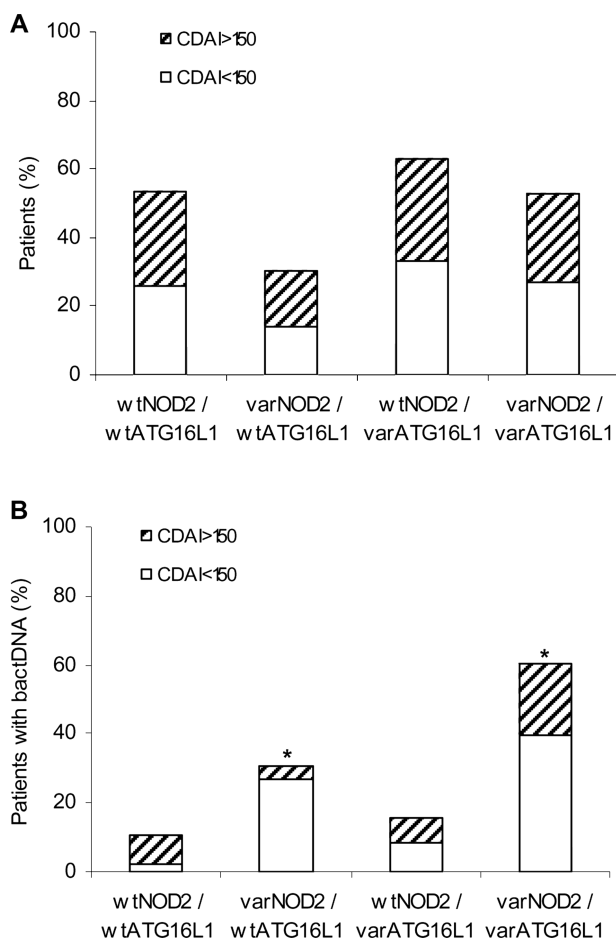 A
CDAI>150
CDAI<150
Patients (%)
100
80
60
40
20
0
wtNOD2 / wtATG16L1
varNOD2 / wtATG16L1
wtNOD2 / varATG16L1
varNOD2 / varATG16L1
B
CDAI>150
CDAI<150
Patients with bactDNA (%)
100
80
60
40
20
0
*
*
wtNOD2 / wtATG16L1
varNOD2 / wtATG16L1
wtNOD2 / varATG16L1
varNOD2 / varATG16L1